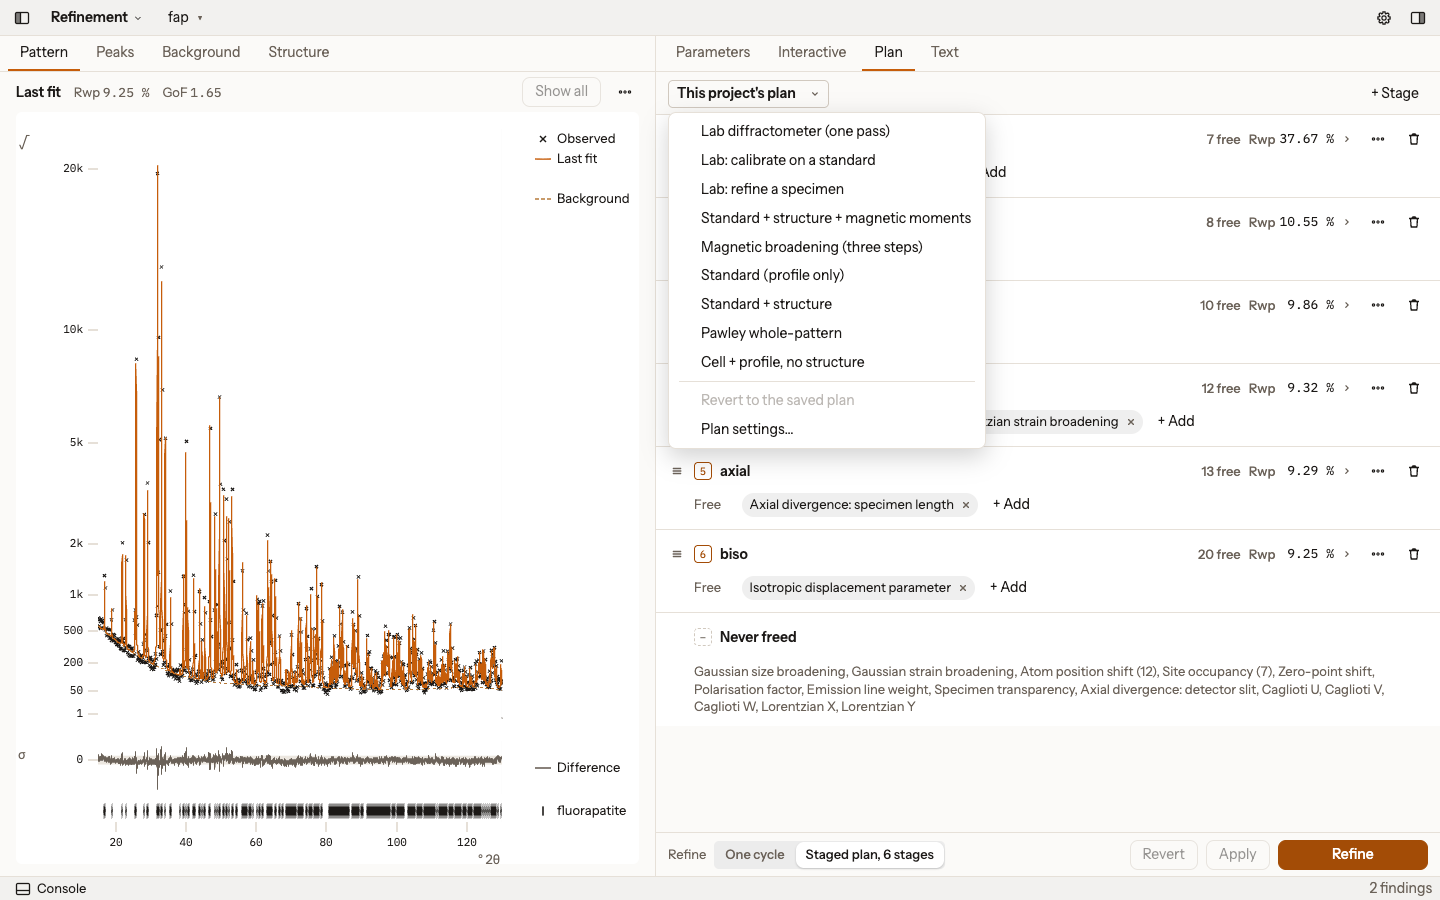 Refinement
fap
Pattern
Peaks
Background
Structure
Parameters
Interactive
Plan
Text
Last fit
Rwp 9.25 %
GoF 1.65
Show all
This project's plan
+ Stage
√
Observed
Last fit
Background
20k
10k
5k
2k
1k
500
200
50
1
σ
0
Difference
fluorapatite
20
40
60
80
100
120
°2θ
Lab diffractometer (one pass)
Lab: calibrate on a standard
Lab: refine a specimen
Standard + structure + magnetic moments
Magnetic broadening (three steps)
Standard (profile only)
Standard + structure
Pawley whole-pattern
Cell + profile, no structure
Revert to the saved plan
Plan settings...
7 free Rwp 37.67 %
Add
8 free Rwp 10.55 %
10 free Rwp 9.86 %
12 free Rwp 9.32 %
zian strain broadening ×
+ Add
5 axial
13 free Rwp 9.29 %
Free Axial divergence: specimen length × + Add
6 biso
20 free Rwp 9.25 %
Free Isotropic displacement parameter × + Add
– Never freed
Gaussian size broadening, Gaussian strain broadening, Atom position shift (12), Site occupancy (7), Zero-point shift,
Polarisation factor, Emission line weight, Specimen transparency, Axial divergence: detector slit, Caglioti U, Caglioti V,
Caglioti W, Lorentzian X, Lorentzian Y
Refine
One cycle
Staged plan, 6 stages
Revert
Apply
Refine
Console
2 findings